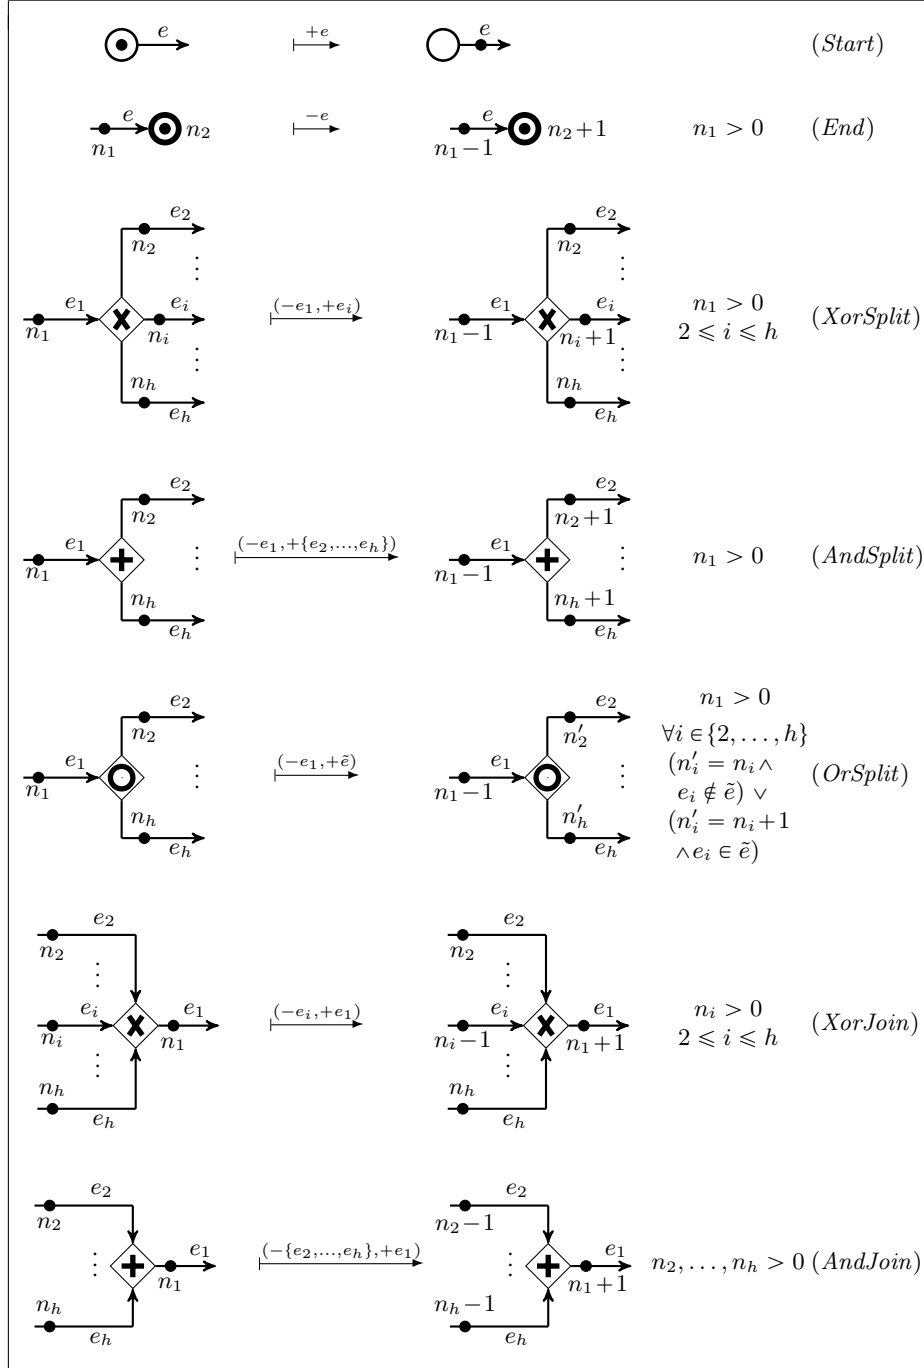 e +e e (Start)
e n₂ −e e n₂+1 n₁ > 0 (End)
n₁ n₁−1
e₂ e₂
n₂ n₂
⋮ ⋮
e₁ eᵢ (−e₁,+eᵢ) e₁ eᵢ n₁ > 0 (XorSplit)
n₁ nᵢ n₁−1 nᵢ+1 2 ⩽ i ⩽ h
⋮ ⋮
nₕ nₕ
eₕ eₕ
e₂ e₂
n₂ n₂+1
e₁ ⋮ (−e₁,+{e₂,...,eₕ}) e₁ ⋮ n₁ > 0 (AndSplit)
n₁ n₁−1
nₕ nₕ+1
eₕ eₕ
e₂ e₂ n₁ > 0
n₂ n′₂ ∀i ∈{2, . . . , h}
e₁ ⋮ (−e₁,+ẽ) e₁ ⋮ (n′ᵢ = nᵢ ∧ (OrSplit)
n₁ n₁−1 eᵢ ∉ ẽ) ∨
nₕ n′ₕ (n′ᵢ = nᵢ+1
eₕ eₕ ∧eᵢ ∈ ẽ)
e₂ e₂
n₂ n₂
⋮ ⋮
eᵢ e₁ (−eᵢ,+e₁) eᵢ e₁ nᵢ > 0 (XorJoin)
nᵢ n₁ nᵢ−1 n₁+1 2 ⩽ i ⩽ h
⋮ ⋮
nₕ nₕ
eₕ eₕ
e₂ e₂
n₂ n₂−1
⋮ e₁ (−{e₂,...,eₕ},+e₁) ⋮ e₁ n₂, . . . , nₕ > 0 (AndJoin)
n₁ n₁+1
nₕ nₕ−1
eₕ eₕ